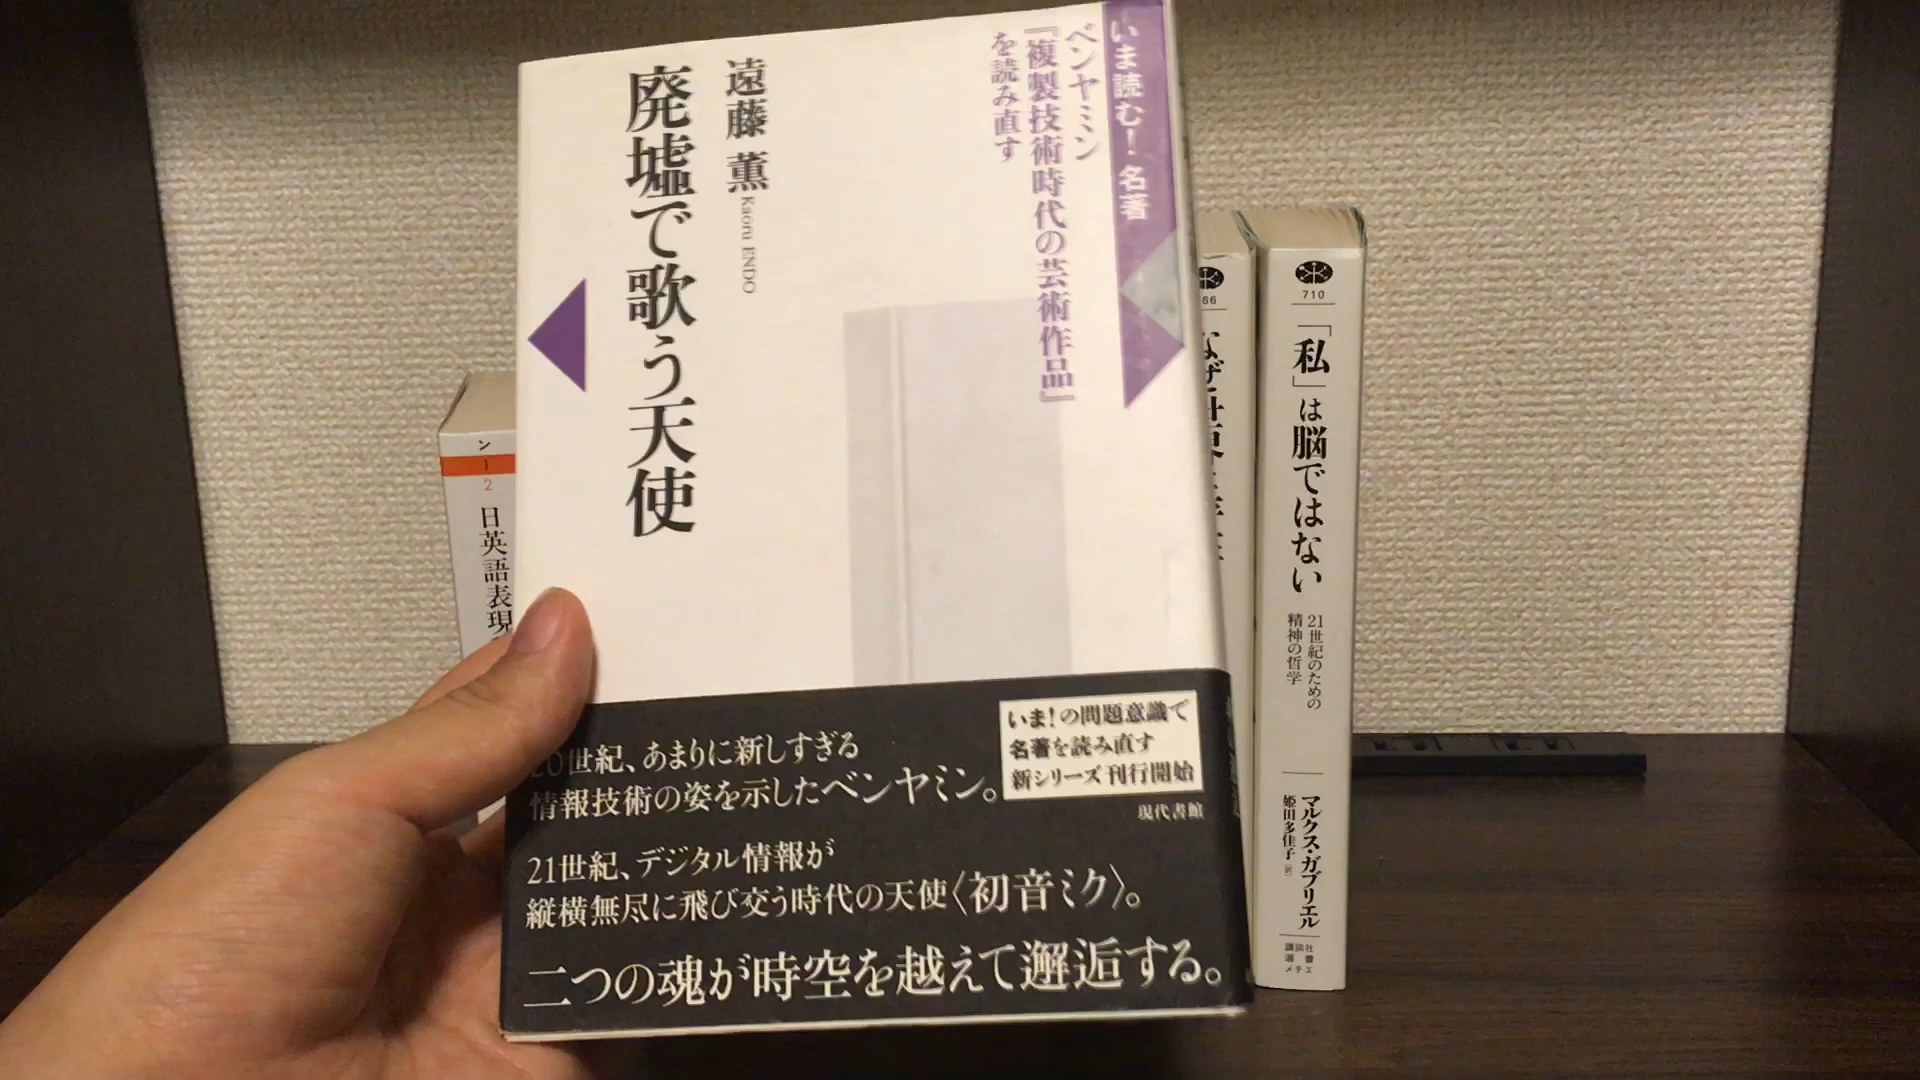 いま読む！名著
ベンヤミン
『複製技術時代の芸術作品』
を読み直す
遠藤 薫
Kaoru ENDO
廃墟で歌う天使
いま！の問題意識で
名著を読み直す
新シリーズ刊行開始
現代書館
20世紀、あまりに新しすぎる
情報技術の姿を示したベンヤミン。
21世紀、デジタル情報が
縦横無尽に飛び交う時代の天使〈初音ミク〉。
二つの魂が時空を越えて邂逅する。
66
710
「私」は脳ではない
21世紀のための
精神の哲学
マルクス・ガブリエル
姫田多佳子［訳］
講談社
選書
メチエ
ン
1
2
日英語表現